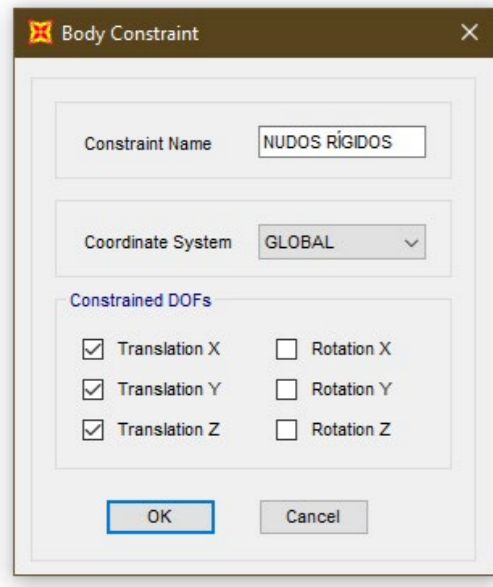 Body Constraint
Constraint Name NUDOS RÍGIDOS
Coordinate System GLOBAL
Constrained DOFs
Translation X Rotation X
Translation Y Rotation Y
Translation Z Rotation Z
OK Cancel